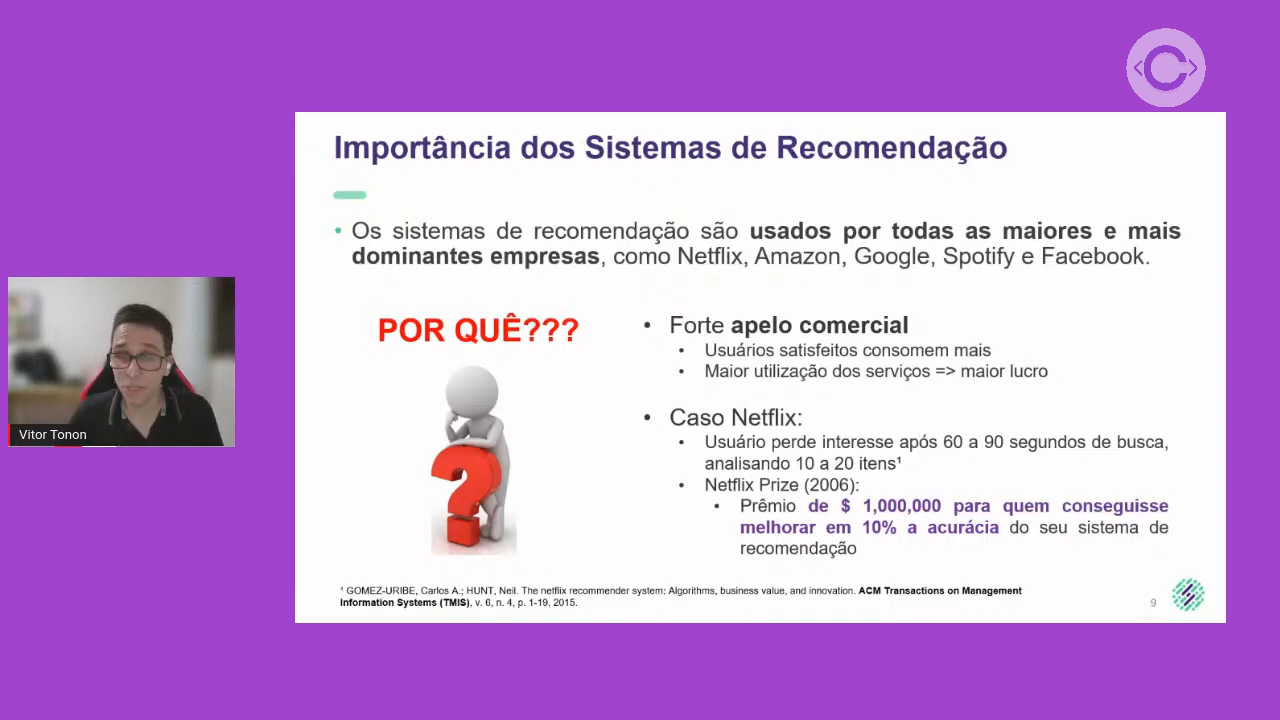 Importância dos Sistemas de Recomendação
• Os sistemas de recomendação são usados por todas as maiores e mais
dominantes empresas, como Netflix, Amazon, Google, Spotify e Facebook.
POR QUÊ???
• Forte apelo comercial
• Usuários satisfeitos consomem mais
• Maior utilização dos serviços => maior lucro
• Caso Netflix:
• Usuário perde interesse após 60 a 90 segundos de busca,
analisando 10 a 20 itens¹
• Netflix Prize (2006):
• Prêmio de $ 1,000,000 para quem conseguisse
melhorar em 10% a acurácia do seu sistema de
recomendação
¹ GOMEZ-URIBE, Carlos A.; HUNT, Neil. The netflix recommender system: Algorithms, business value, and innovation. ACM Transactions on Management
Information Systems (TMIS), v. 6, n. 4, p. 1-19, 2015.
9
Vitor Tonon